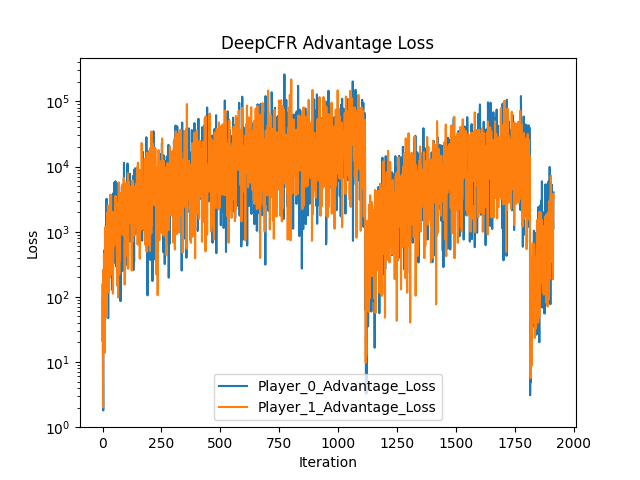 DeepCFR Advantage Loss
Loss
10^5
10^4
10^3
10^2
10^1
10^0
Player_0_Advantage_Loss
Player_1_Advantage_Loss
0 250 500 750 1000 1250 1500 1750 2000
Iteration